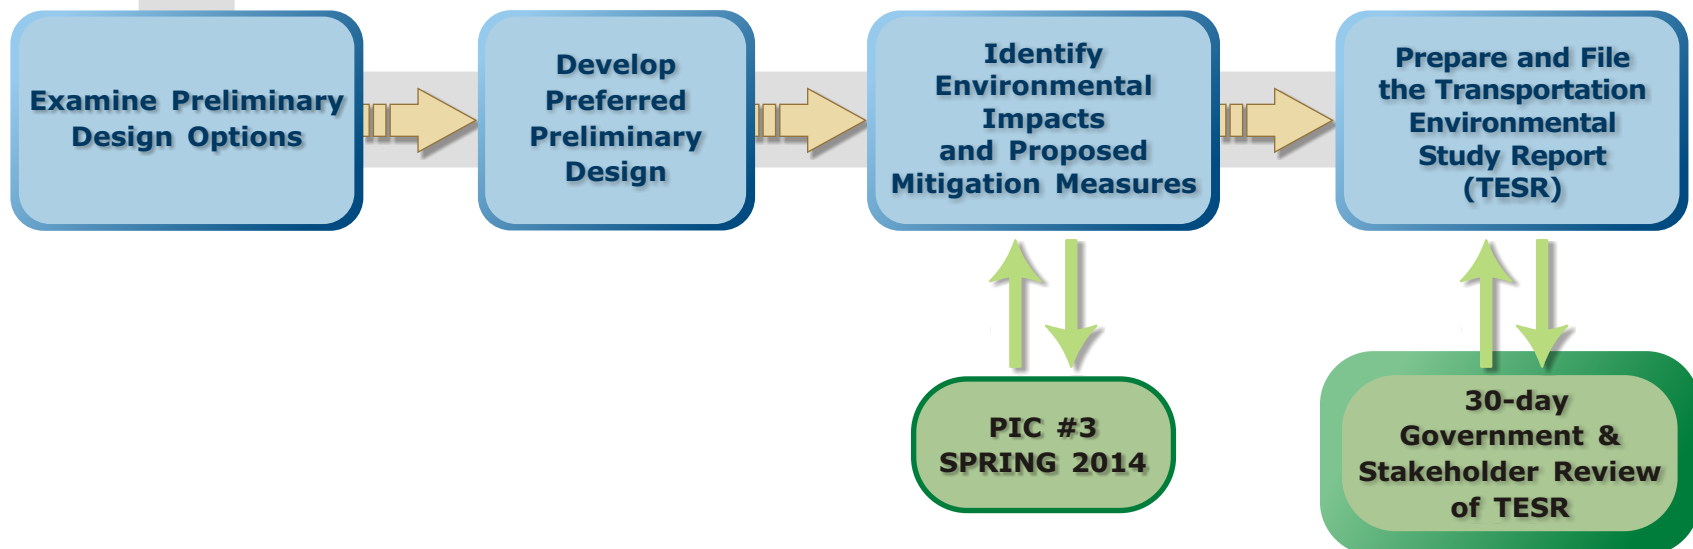 Examine Preliminary
Design Options
Develop
Preferred
Preliminary
Design
Identify
Environmental
Impacts
and Proposed
Mitigation Measures
Prepare and File
the Transportation
Environmental
Study Report
(TESR)
PIC #3
SPRING 2014
30-day
Government &
Stakeholder Review
of TESR